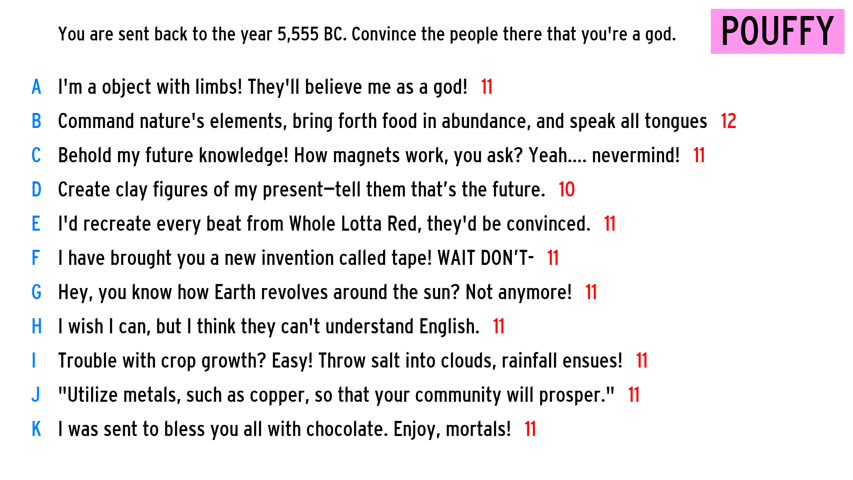 You are sent back to the year 5,555 BC. Convince the people there that you're a god.
POUFFY
A I'm a object with limbs! They'll believe me as a god! 11
B Command nature's elements, bring forth food in abundance, and speak all tongues 12
C Behold my future knowledge! How magnets work, you ask? Yeah.... nevermind! 11
D Create clay figures of my present—tell them that’s the future. 10
E I'd recreate every beat from Whole Lotta Red, they'd be convinced. 11
F I have brought you a new invention called tape! WAIT DON’T- 11
G Hey, you know how Earth revolves around the sun? Not anymore! 11
H I wish I can, but I think they can't understand English. 11
I Trouble with crop growth? Easy! Throw salt into clouds, rainfall ensues! 11
J "Utilize metals, such as copper, so that your community will prosper." 11
K I was sent to bless you all with chocolate. Enjoy, mortals! 11